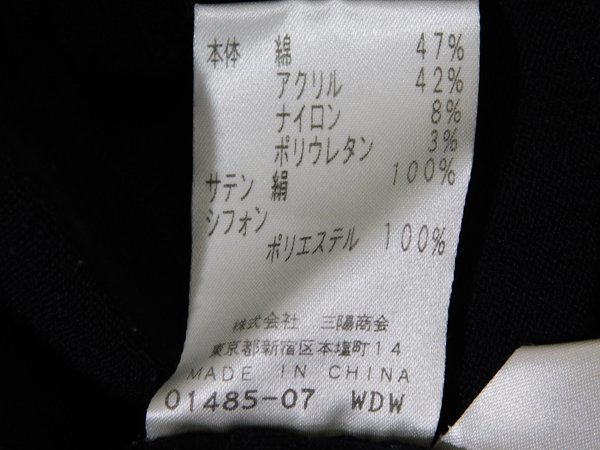 本体 綿 47%
アクリル 42%
ナイロン 8%
ポリウレタン 3%
サテン 絹 100%
シフォン
ポリエステル 100%
株式会社 三陽商会
東京都新宿区本塩町14
MADE IN CHINA
01485-07 WDW